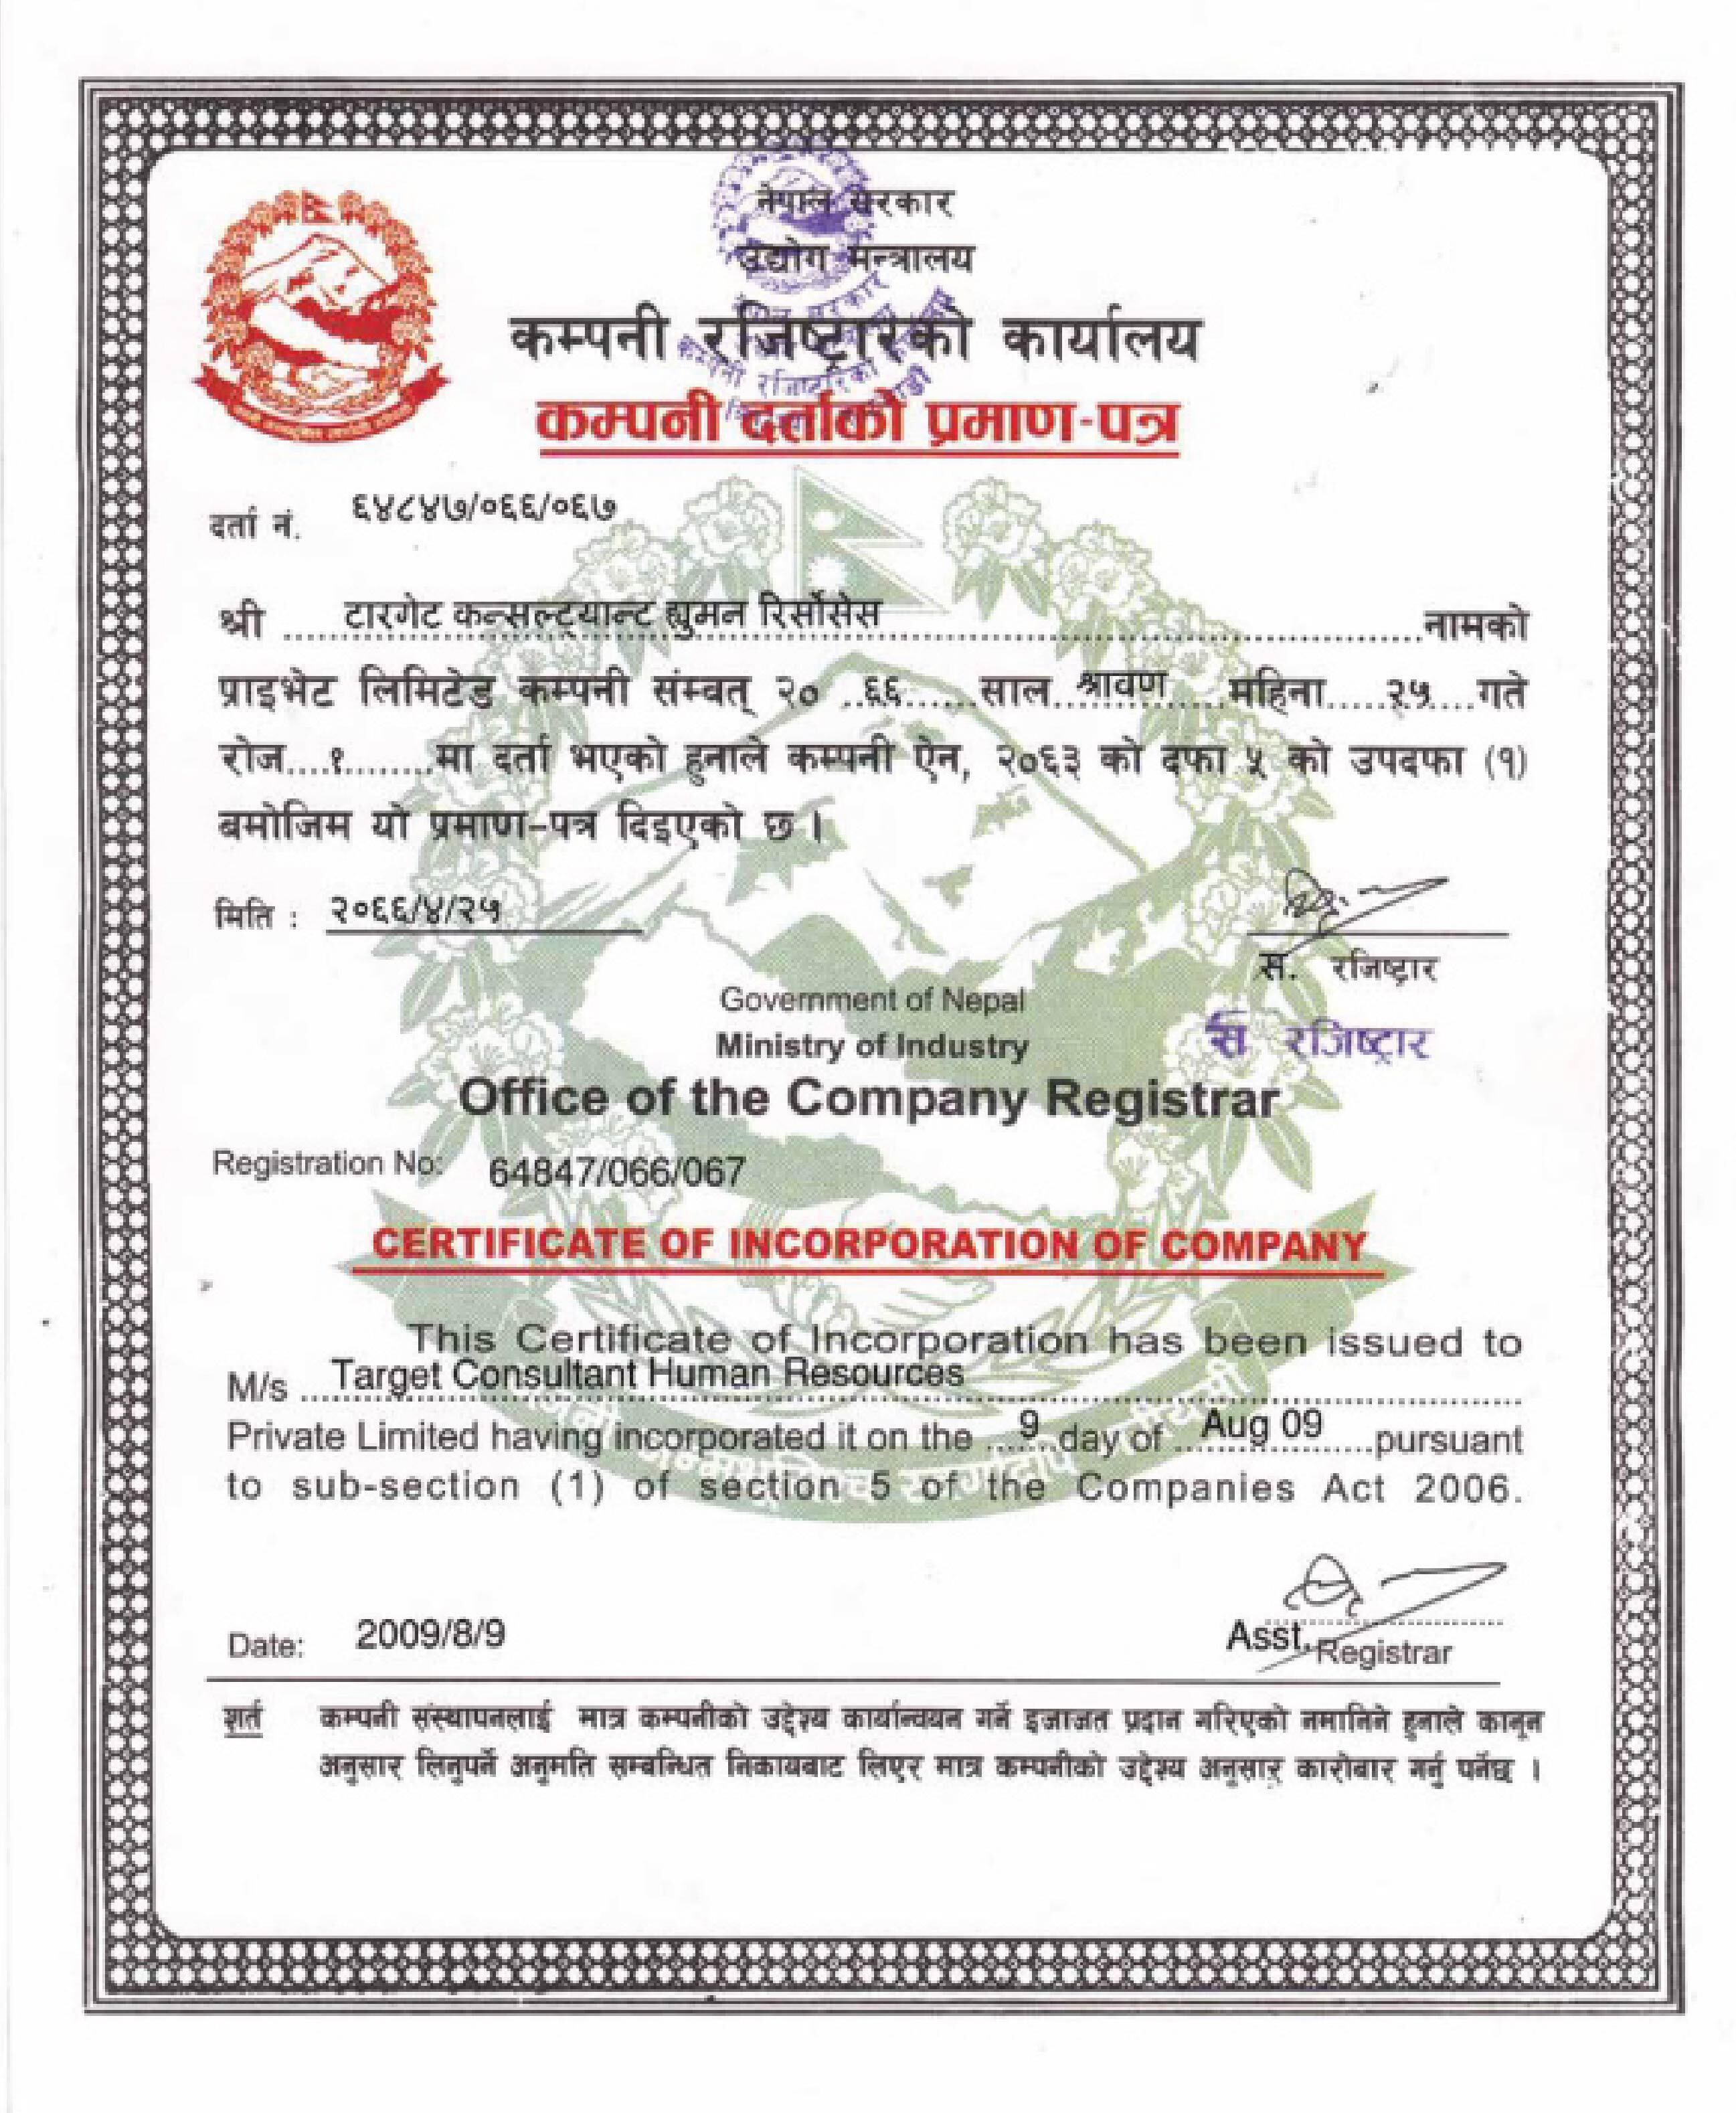 नेपाल सरकार
उद्योग मन्त्रालय
कम्पनी रजिष्ट्रारको कार्यालय
कम्पनी दर्ताको प्रमाण-पत्र
दर्ता नं. ६४८४७/०६६/०६७
श्री ..... टारगेट कन्सल्ट्यान्ट ह्युमन रिर्सोसेस ..... नामको
प्राइभेट लिमिटेड कम्पनी संम्बत् २० ..६६...... साल.. श्रावण ... महिना.....२५....गते
रोज....१........मा दर्ता भएको हुनाले कम्पनी ऐन, २०६३ को दफा ५ को उपदफा (१)
बमोजिम यो प्रमाण-पत्र दिइएको छ ।
मिति : २०६६/४/२५
स. रजिष्ट्रार
स रजिष्ट्रार
Government of Nepal
Ministry of Industry
Office of the Company Registrar
Registration No: 64847/066/067
CERTIFICATE OF INCORPORATION OF COMPANY
This Certificate of Incorporation has been issued to
M/s ... Target Consultant Human Resources .....
Private Limited having incorporated it on the ... 9 ... day of ... Aug 09 ... pursuant
to sub-section (1) of section 5 of the Companies Act 2006.
Date: 2009/8/9
Asst. Registrar
शर्त कम्पनी संस्थापनलाई मात्र कम्पनीको उद्देश्य कार्यान्वयन गर्ने इजाजत प्रदान गरिएको नमानिने हुनाले कानून
अनुसार लिनुपर्ने अनुमति सम्बन्धित निकायबाट लिएर मात्र कम्पनीको उद्देश्य अनुसार कारोबार गर्नु पर्नेछ ।